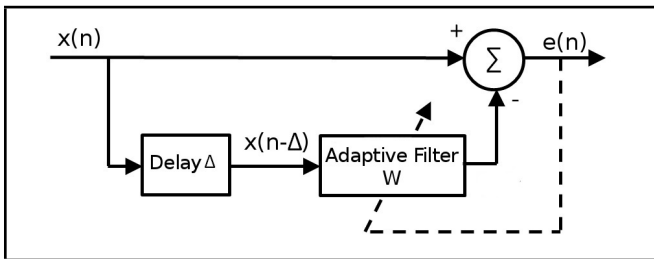 x(n)
+
Σ
e(n)
-
Delay Δ
x(n-Δ)
Adaptive Filter
W